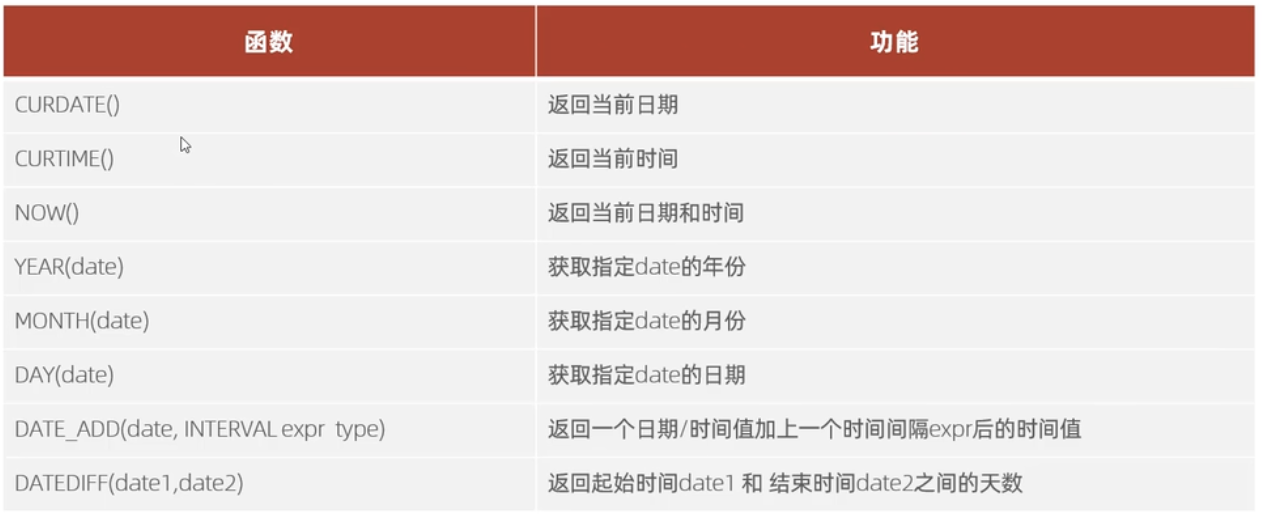 函数 功能
CURDATE() 返回当前日期
CURTIME() 返回当前时间
NOW() 返回当前日期和时间
YEAR(date) 获取指定date的年份
MONTH(date) 获取指定date的月份
DAY(date) 获取指定date的日期
DATE_ADD(date, INTERVAL expr type) 返回一个日期/时间值加上一个时间间隔expr后的时间值
DATEDIFF(date1,date2) 返回起始时间date1 和 结束时间date2之间的天数